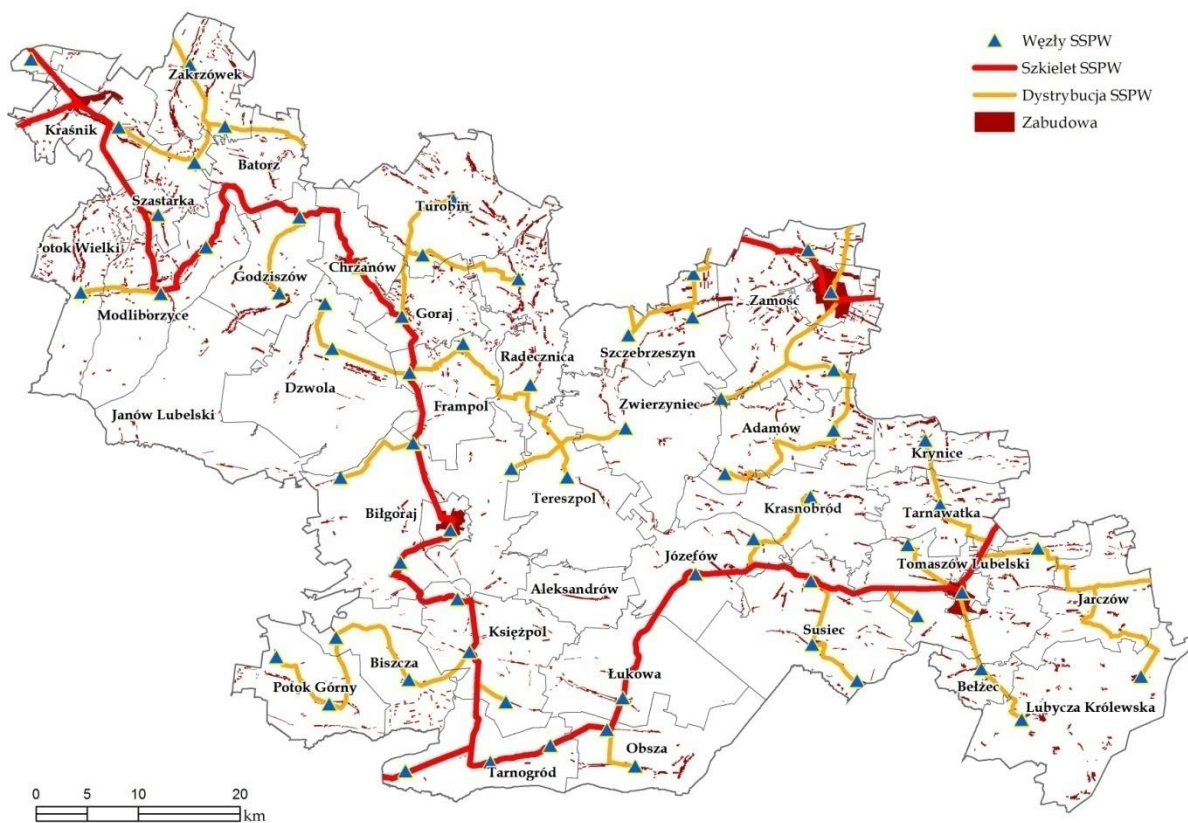 Węzły SSPW
Szkielet SSPW
Dystrybucja SSPW
Zabudowa
Zakrzówek
Kraśnik
Batorz
Szastarka
Turobin
Potok Wielki
Godziszów
Chrzanów
Zamość
Modliborzyce
Goraj
Radecznica
Szczebrzeszyn
Dzwola
Janów Lubelski
Frampol
Zwierzyniec
Adamów
Krynice
Tereszpol
Biłgoraj
Krasnobród
Tarnawatka
Józefów
Tomaszów Lubelski
Aleksandrów
Jarczów
Księżpol
Susiec
Biszcza
Potok Górny
Łukowa
Bełżec
Lubycza Królewska
Obsza
Tarnogród
0 5 10 20
km